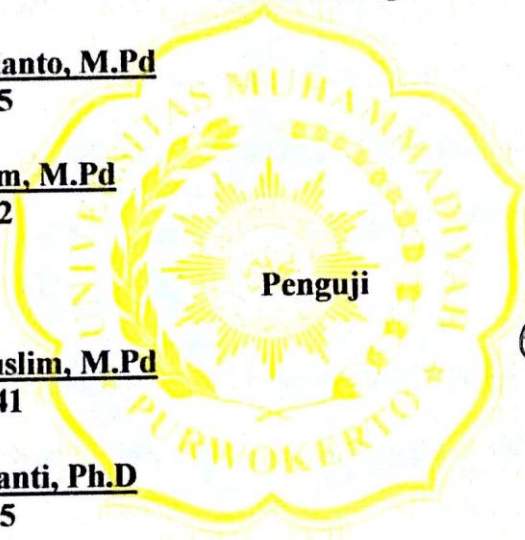 anto, M.Pd
5
m, M.Pd
2
Penguji
uslim, M.Pd
41
anti, Ph.D
5
UNIVERSITAS MUHAMMADIYAH
PURWOKERTO